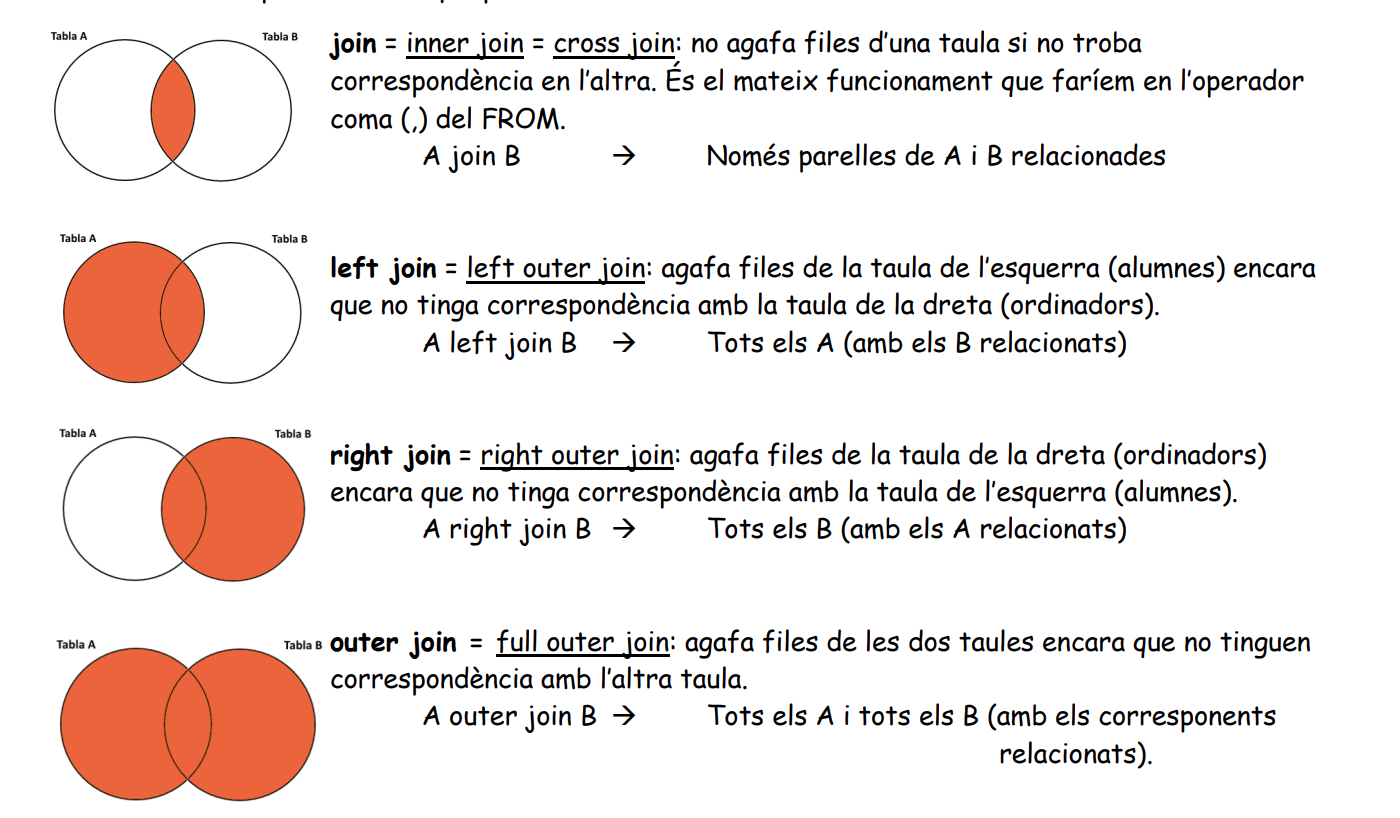 Tabla A
Tabla B
join = inner join = cross join: no agafa files d’una taula si no troba
correspondència en l’altra. És el mateix funcionament que faríem en l’operador
coma (,) del FROM.
A join B → Només parelles de A i B relacionades
Tabla A
Tabla B
left join = left outer join: agafa files de la taula de l’esquerra (alumnes) encara
que no tinga correspondència amb la taula de la dreta (ordinadors).
A left join B → Tots els A (amb els B relacionats)
Tabla A
Tabla B
right join = right outer join: agafa files de la taula de la dreta (ordinadors)
encara que no tinga correspondència amb la taula de l’esquerra (alumnes).
A right join B → Tots els B (amb els A relacionats)
Tabla A
Tabla B
outer join = full outer join: agafa files de les dos taules encara que no tinguen
correspondència amb l’altra taula.
A outer join B → Tots els A i tots els B (amb els corresponents
relacionats).